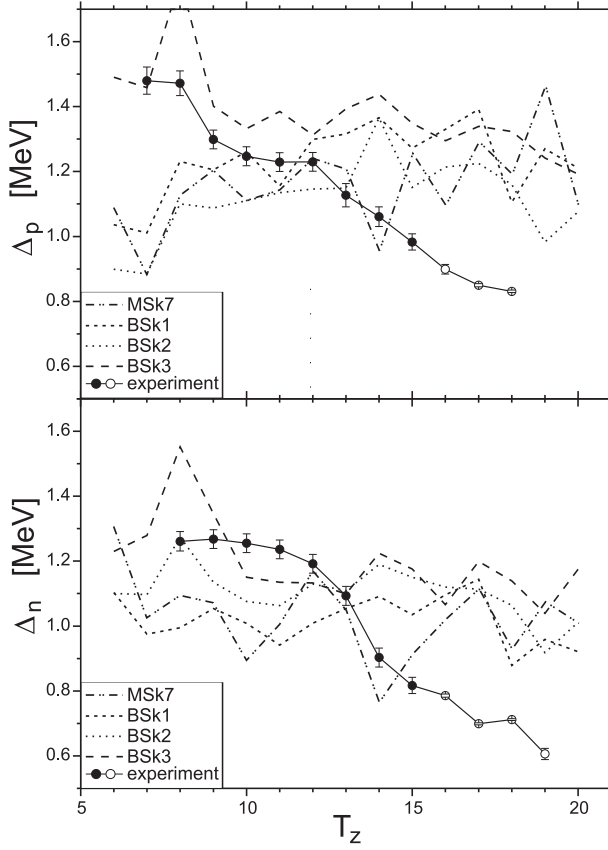 1.6
1.4
1.2
1.0
0.8
0.6
Δp [MeV]
MSk7
BSk1
BSk2
BSk3
experiment
1.6
1.4
1.2
1.0
0.8
0.6
Δn [MeV]
MSk7
BSk1
BSk2
BSk3
experiment
5 10 15 20
Tz